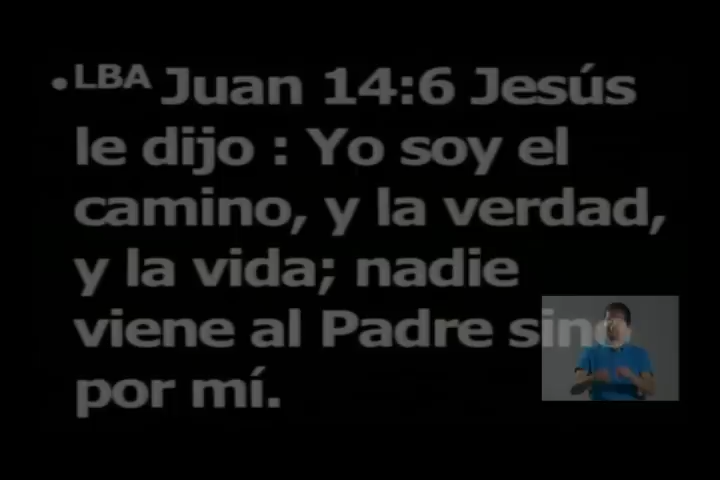 •LBA Juan 14:6 Jesús
le dijo : Yo soy el
camino, y la verdad,
y la vida; nadie
viene al Padre sino
por mí.